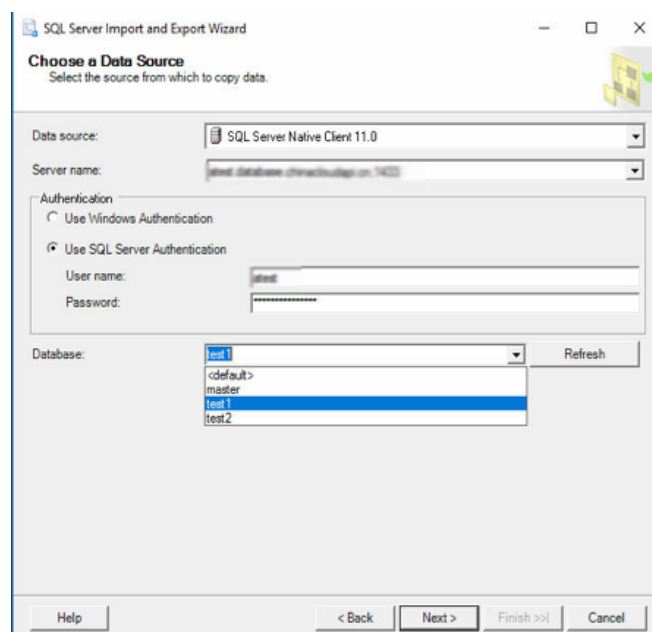 SQL Server Import and Export Wizard
Choose a Data Source
Select the source from which to copy data.
Data source: SQL Server Native Client 11.0
Server name:
Authentication
Use Windows Authentication
Use SQL Server Authentication
User name:
Password: ***************
Database: test1 Refresh
<default>
master
test1
test2
Help < Back Next > Finish >>| Cancel